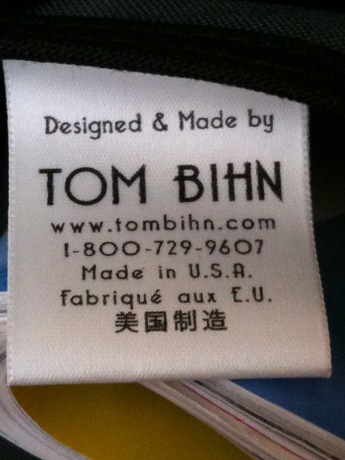 Designed & Made by
TOM BIHN
www.tombihn.com
1-800-729-9607
Made in U.S.A.
fabriqué aux E.U.
美国制造